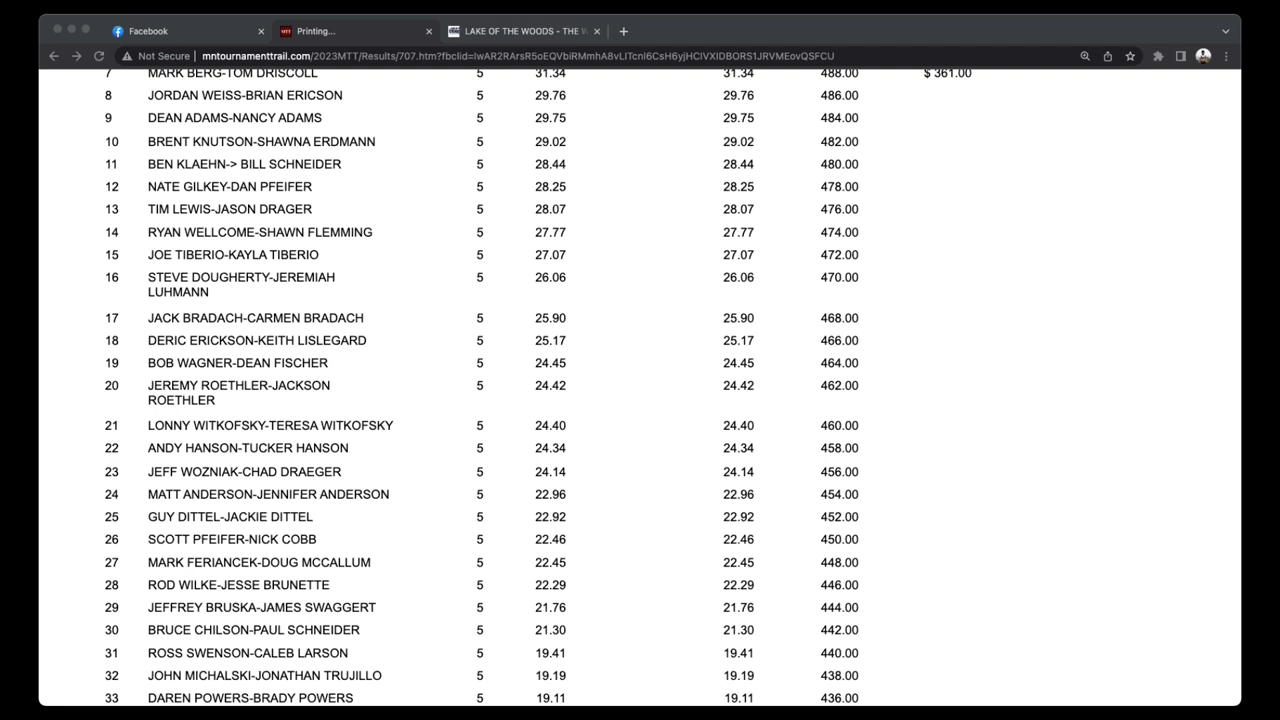 Facebook
Printing...
LAKE OF THE WOODS - THE W
Not Secure | mntournamenttrail.com/2023MTT/Results/707.htm?fbclid=IwAR2RArsR5oEQVbiRMmhA8vLlTcnI6CsH6yjHClVXIDBORS1JRVMEovQSFCU
7 MARK BERG-TOM DRISCOLL 5 31.34 31.34 488.00 $ 361.00
8 JORDAN WEISS-BRIAN ERICSON 5 29.76 29.76 486.00
9 DEAN ADAMS-NANCY ADAMS 5 29.75 29.75 484.00
10 BRENT KNUTSON-SHAWNA ERDMANN 5 29.02 29.02 482.00
11 BEN KLAEHN-> BILL SCHNEIDER 5 28.44 28.44 480.00
12 NATE GILKEY-DAN PFEIFER 5 28.25 28.25 478.00
13 TIM LEWIS-JASON DRAGER 5 28.07 28.07 476.00
14 RYAN WELLCOME-SHAWN FLEMMING 5 27.77 27.77 474.00
15 JOE TIBERIO-KAYLA TIBERIO 5 27.07 27.07 472.00
16 STEVE DOUGHERTY-JEREMIAH 5 26.06 26.06 470.00
LUHMANN
17 JACK BRADACH-CARMEN BRADACH 5 25.90 25.90 468.00
18 DERIC ERICKSON-KEITH LISLEGARD 5 25.17 25.17 466.00
19 BOB WAGNER-DEAN FISCHER 5 24.45 24.45 464.00
20 JEREMY ROETHLER-JACKSON 5 24.42 24.42 462.00
ROETHLER
21 LONNY WITKOFSKY-TERESA WITKOFSKY 5 24.40 24.40 460.00
22 ANDY HANSON-TUCKER HANSON 5 24.34 24.34 458.00
23 JEFF WOZNIAK-CHAD DRAEGER 5 24.14 24.14 456.00
24 MATT ANDERSON-JENNIFER ANDERSON 5 22.96 22.96 454.00
25 GUY DITTEL-JACKIE DITTEL 5 22.92 22.92 452.00
26 SCOTT PFEIFER-NICK COBB 5 22.46 22.46 450.00
27 MARK FERIANCEK-DOUG MCCALLUM 5 22.45 22.45 448.00
28 ROD WILKE-JESSE BRUNETTE 5 22.29 22.29 446.00
29 JEFFREY BRUSKA-JAMES SWAGGERT 5 21.76 21.76 444.00
30 BRUCE CHILSON-PAUL SCHNEIDER 5 21.30 21.30 442.00
31 ROSS SWENSON-CALEB LARSON 5 19.41 19.41 440.00
32 JOHN MICHALSKI-JONATHAN TRUJILLO 5 19.19 19.19 438.00
33 DAREN POWERS-BRADY POWERS 5 19.11 19.11 436.00